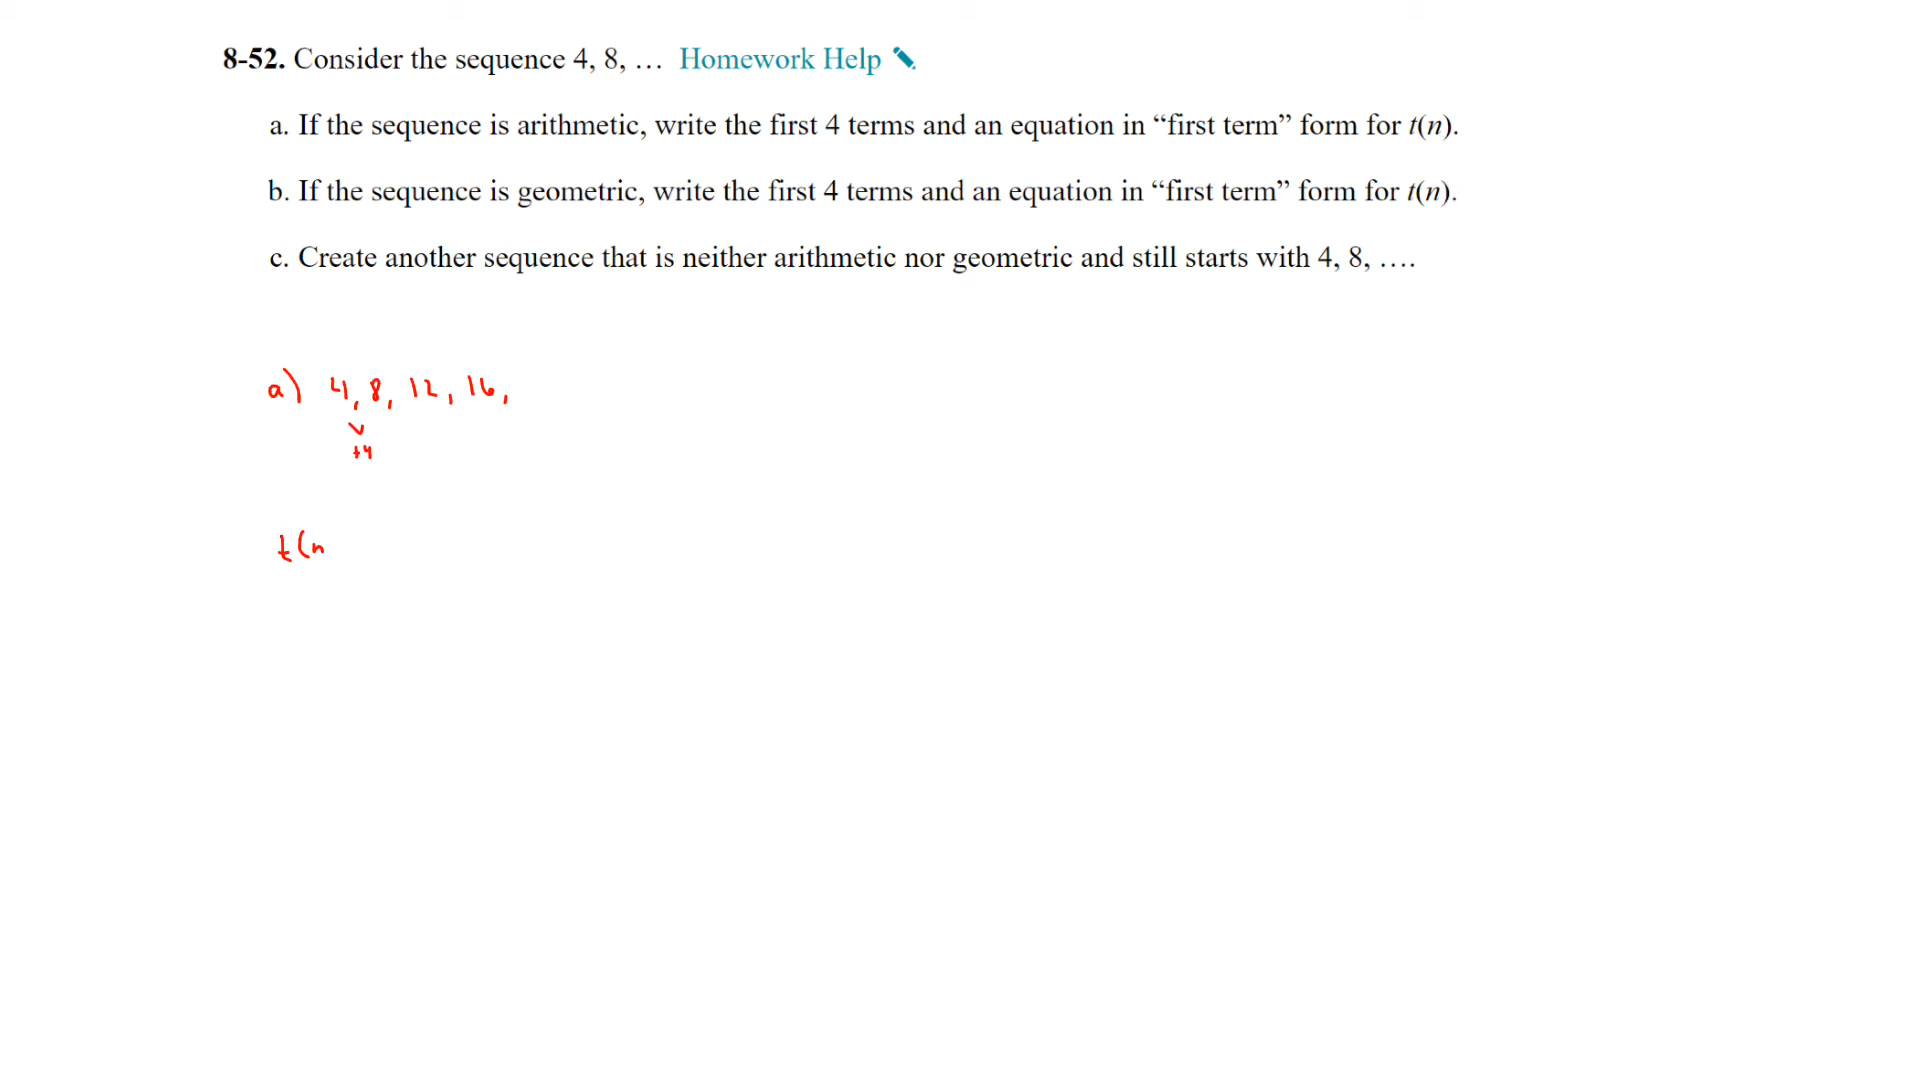 8-52. Consider the sequence 4, 8, … Homework Help
a. If the sequence is arithmetic, write the first 4 terms and an equation in “first term” form for t(n).
b. If the sequence is geometric, write the first 4 terms and an equation in “first term” form for t(n).
c. Create another sequence that is neither arithmetic nor geometric and still starts with 4, 8, ….
a) 4, 8, 12, 16,
+4
t(n